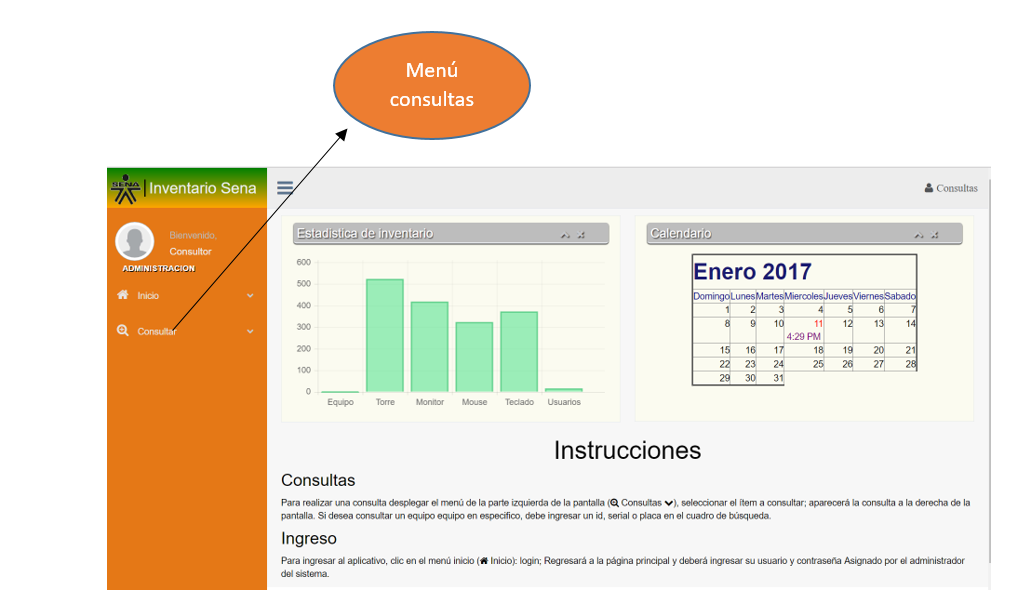 Menú
consultas
SENA
Inventario Sena
Consultas
Bienvenido,
Consultor
ADMINISTRACION
Inicio
Consultar
Estadistica de inventario
600
500
400
300
200
100
0
Equipo Torre Monitor Mouse Teclado Usuarios
Calendario
Enero 2017
Domingo Lunes Martes Miercoles Jueves Viernes Sabado
1 2 3 4 5 6 7
8 9 10 11 12 13 14
4:29 PM
15 16 17 18 19 20 21
22 23 24 25 26 27 28
29 30 31
Instrucciones
Consultas
Para realizar una consulta desplegar el menú de la parte izquierda de la pantalla ( Consultas ), seleccionar el ítem a consultar; aparecerá la consulta a la derecha de la
pantalla. Si desea consultar un equipo equipo en especifico, debe ingresar un id, serial o placa en el cuadro de búsqueda.
Ingreso
Para ingresar al aplicativo, clic en el menú inicio ( Inicio): login; Regresará a la página principal y deberá ingresar su usuario y contraseña Asignado por el administrador
del sistema.